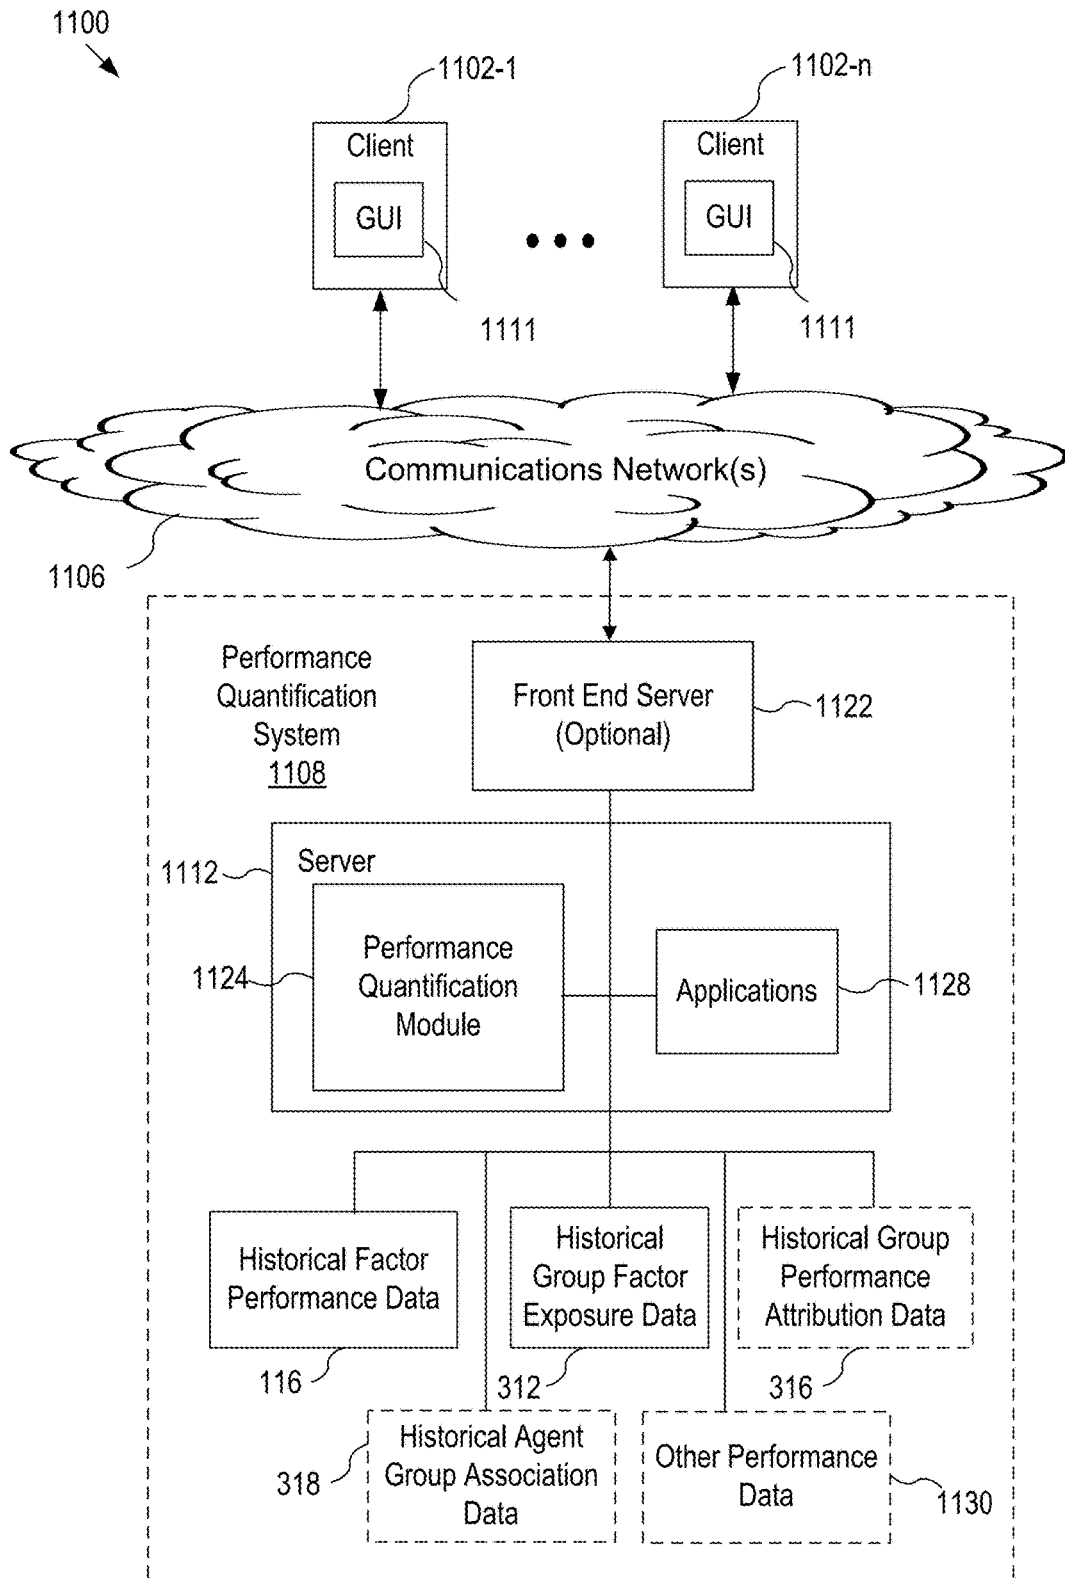 1100
1102-1
1102-n
Client
GUI
Client
GUI
1111
1111
Communications Network(s)
1106
Performance
Quantification
System
1108
Front End Server
(Optional)
1122
1112
Server
1124
Performance
Quantification
Module
Applications
1128
Historical Factor
Performance Data
Historical
Group Factor
Exposure Data
Historical Group
Performance
Attribution Data
116
312
316
318
Historical Agent
Group Association
Data
Other Performance
Data
1130